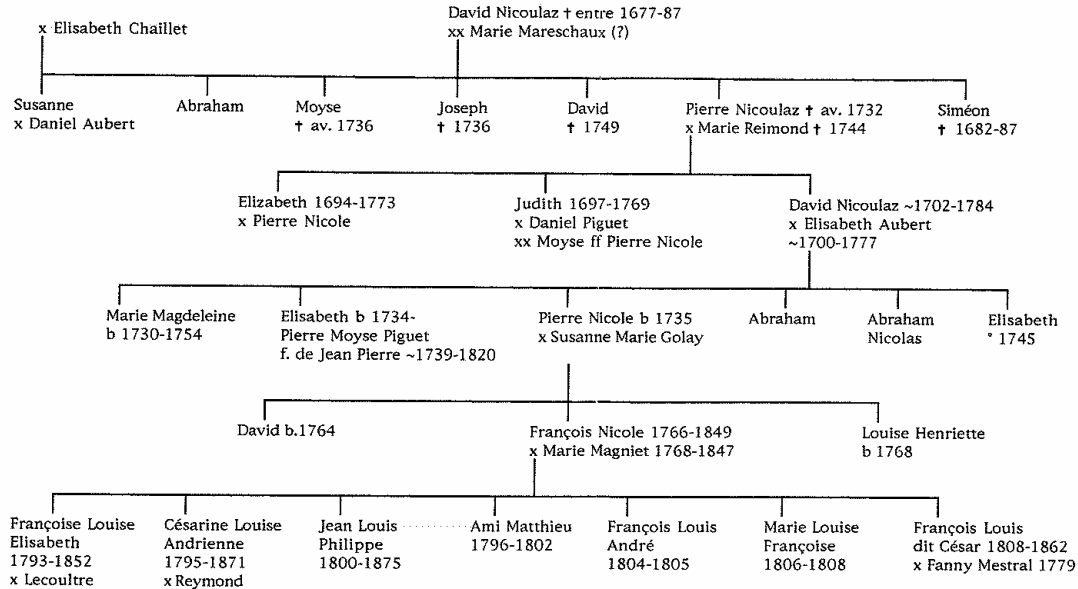 x Elisabeth Chaillet
David Nicoulaz † entre 1677-87
xx Marie Mareschaux (?)
Susanne
x Daniel Aubert
Abraham
Moyse
† av. 1736
Joseph
† 1736
David
† 1749
Pierre Nicoulaz † av. 1732
x Marie Reimond † 1744
Siméon
† 1682-87
Elizabeth 1694-1773
x Pierre Nicole
Judith 1697-1769
x Daniel Piguet
xx Moyse ff Pierre Nicole
David Nicoulaz ~1702-1784
x Elisabeth Aubert
~1700-1777
Marie Magdeleine
b 1730-1754
Elisabeth b 1734-
Pierre Moyse Piguet
f. de Jean Pierre ~1739-1820
Pierre Nicole b 1735
x Susanne Marie Golay
Abraham
Abraham
Nicolas
Elisabeth
° 1745
David b.1764
François Nicole 1766-1849
x Marie Magniet 1768-1847
Louise Henriette
b 1768
Françoise Louise
Elisabeth
1793-1852
x Lecoultre
Césarine Louise
Andrienne
1795-1871
x Reymond
Jean Louis
Philippe
1800-1875
Ami Matthieu
1796-1802
François Louis
André
1804-1805
Marie Louise
Françoise
1806-1808
François Louis
dit César 1808-1862
x Fanny Mestral 1779